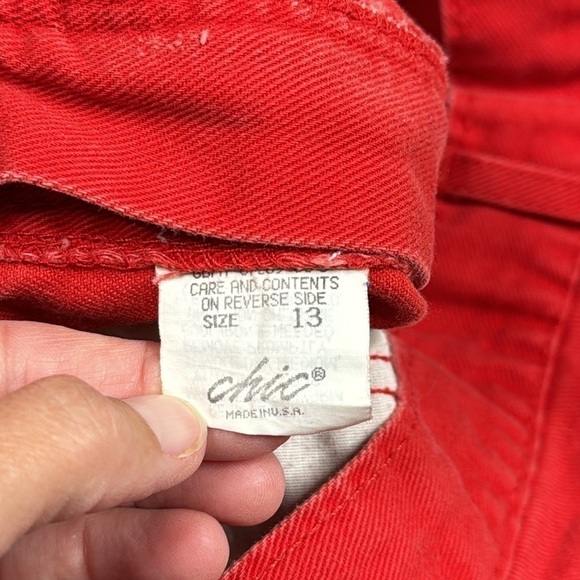 CARE AND CONTENTS
ON REVERSE SIDE
SIZE 13
chic®
MADE IN U.S.A.